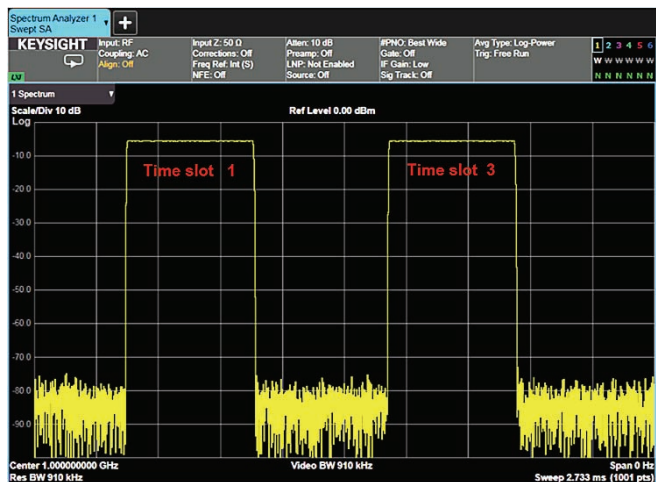 Spectrum Analyzer 1
Swept SA
+
KEYSIGHT
Input: RF
Coupling: AC
Align: Off
Input Z: 50 Ω
Corrections: Off
Freq Ref: Int (S)
NFE: Off
Atten: 10 dB
Preamp: Off
LNP: Not Enabled
Source: Off
#PNO: Best Wide
Gate: Off
IF Gain: Low
Sig Track: Off
Avg Type: Log-Power
Trig: Free Run
1 2 3 4 5 6
W W W W W W
N N N N N N
1 Spectrum
Scale/Div 10 dB
Ref Level 0.00 dBm
Log
-10.0
Time slot 1
Time slot 3
-20.0
-30.0
-40.0
-50.0
-60.0
-70.0
-80.0
-90.0
Center 1.000000000 GHz
Video BW 910 kHz
Span 0 Hz
Res BW 910 kHz
Sweep 2.733 ms (1001 pts)